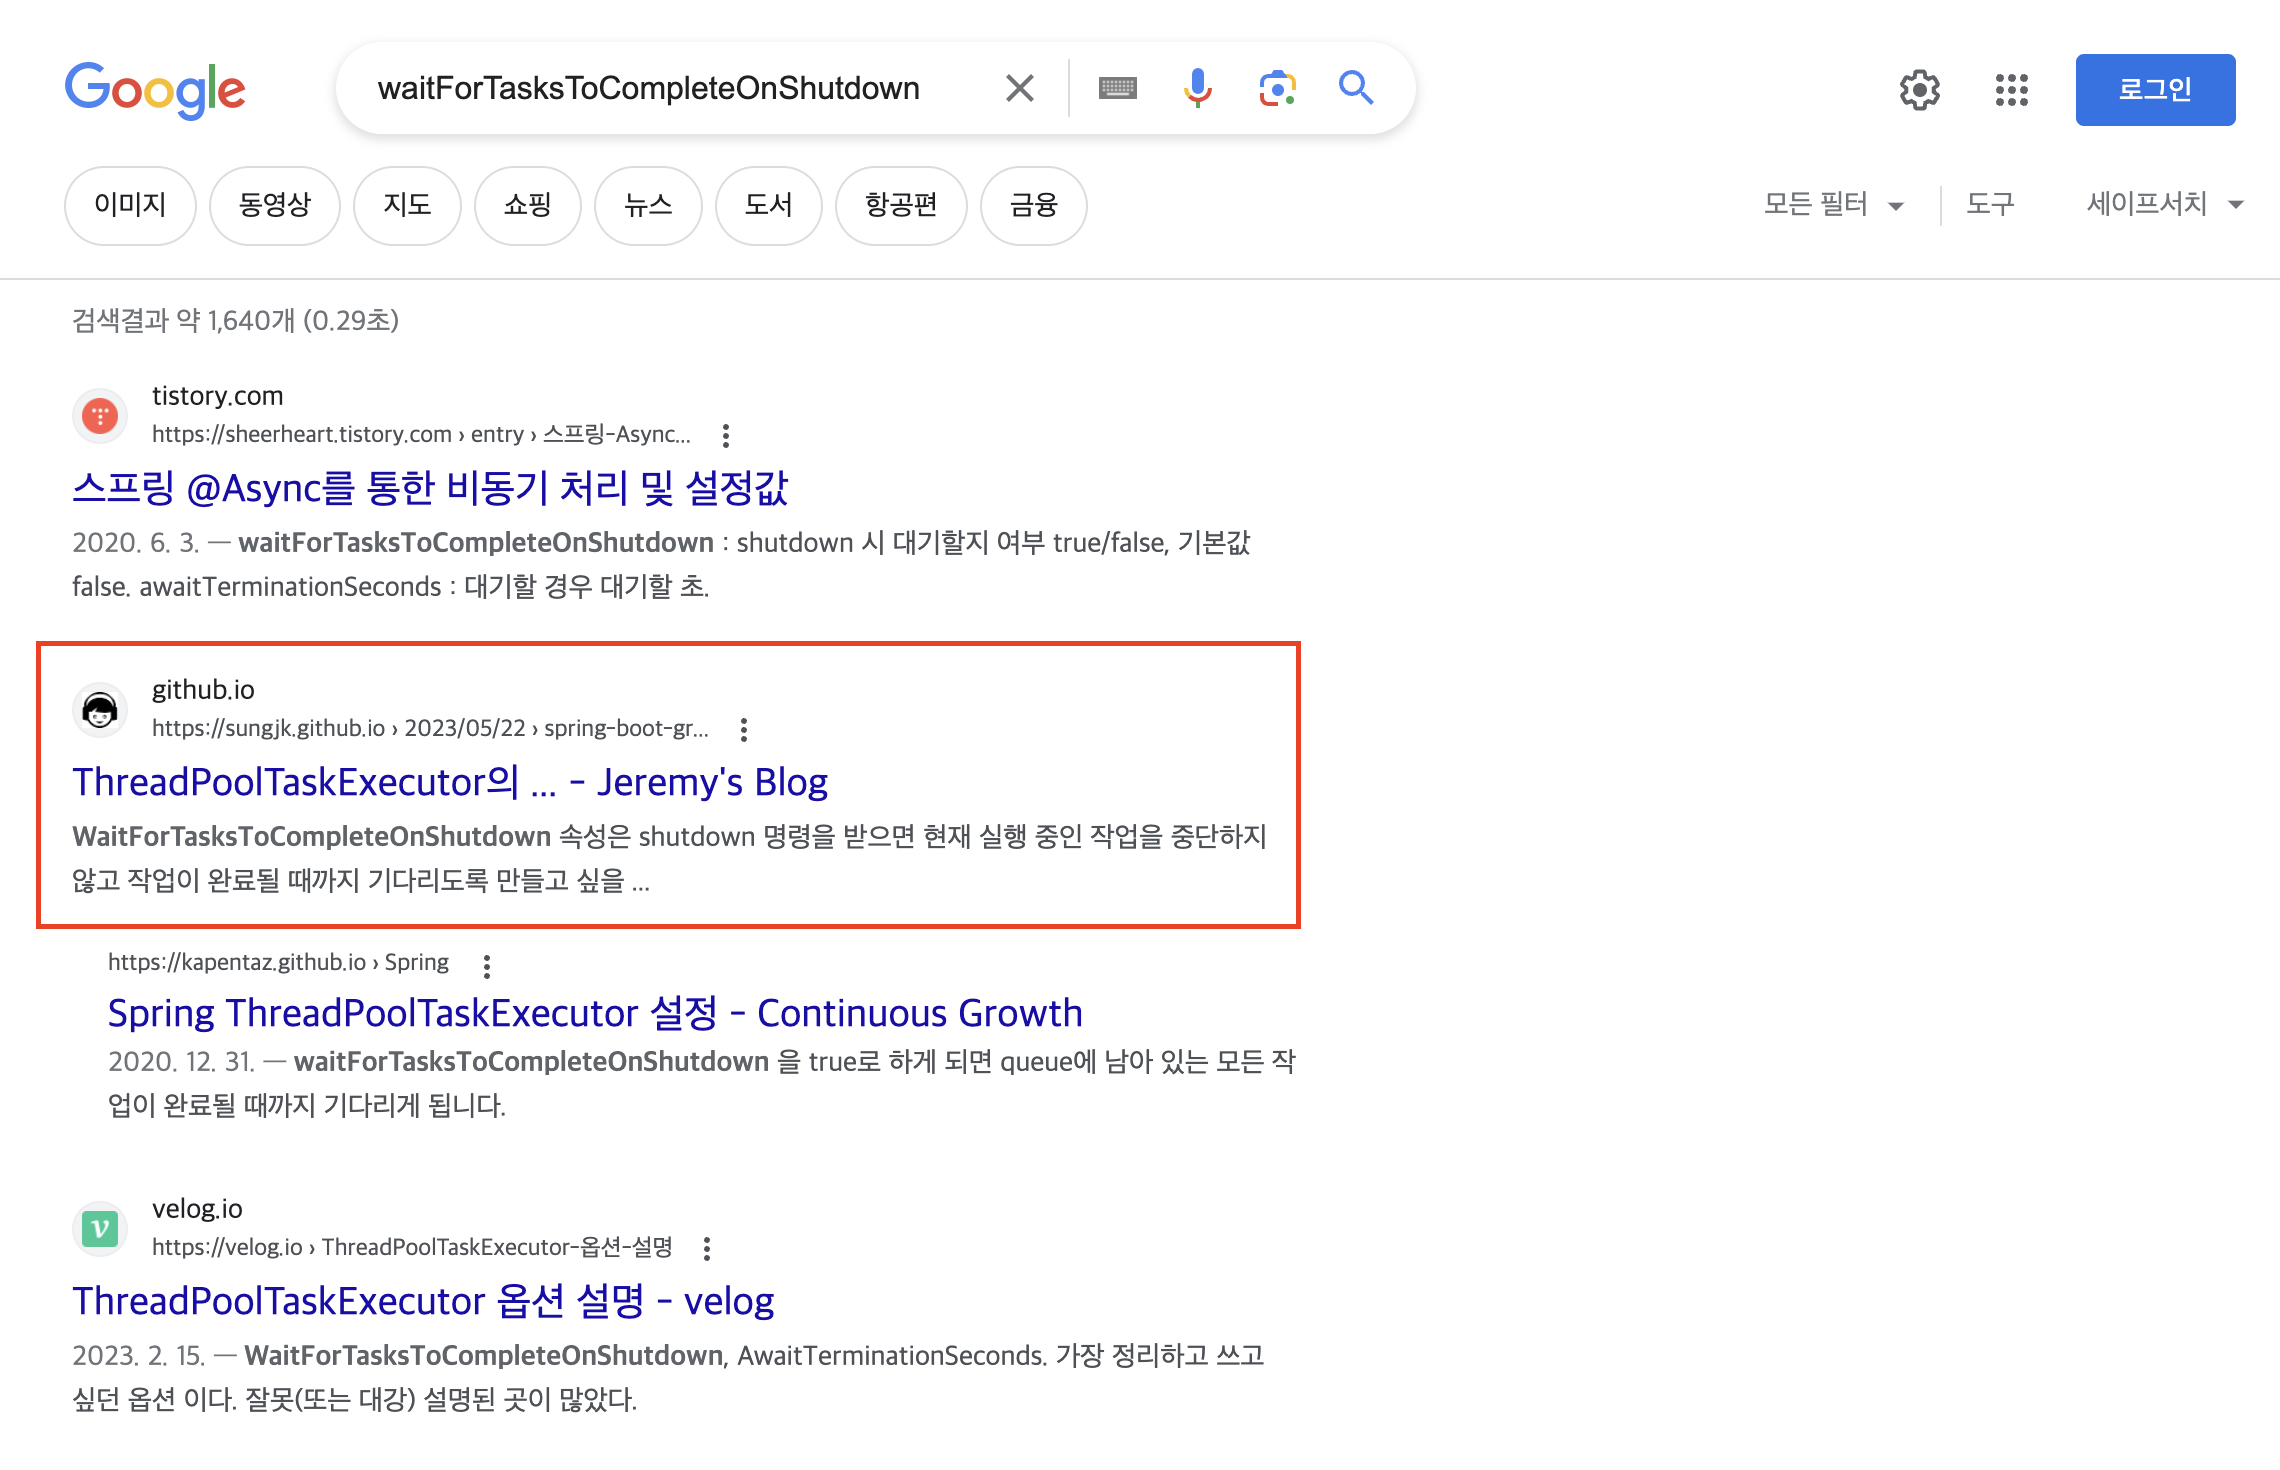 Google
waitForTasksToCompleteOnShutdown
로그인
이미지 동영상 지도 쇼핑 뉴스 도서 항공편 금융
모든 필터 도구 세이프서치
검색결과 약 1,640개 (0.29초)
tistory.com
https://sheerheart.tistory.com › entry › 스프링-Async...
스프링 @Async를 통한 비동기 처리 및 설정값
2020. 6. 3. — waitForTasksToCompleteOnShutdown : shutdown 시 대기할지 여부 true/false, 기본값
false. awaitTerminationSeconds : 대기할 경우 대기할 초.
github.io
https://sungjk.github.io › 2023/05/22 › spring-boot-gr...
ThreadPoolTaskExecutor의 ... - Jeremy's Blog
WaitForTasksToCompleteOnShutdown 속성은 shutdown 명령을 받으면 현재 실행 중인 작업을 중단하지
않고 작업이 완료될 때까지 기다리도록 만들고 싶을 ...
https://kapentaz.github.io › Spring
Spring ThreadPoolTaskExecutor 설정 - Continuous Growth
2020. 12. 31. — waitForTasksToCompleteOnShutdown 을 true로 하게 되면 queue에 남아 있는 모든 작
업이 완료될 때까지 기다리게 됩니다.
velog.io
https://velog.io › ThreadPoolTaskExecutor-옵션-설명
ThreadPoolTaskExecutor 옵션 설명 - velog
2023. 2. 15. — WaitForTasksToCompleteOnShutdown, AwaitTerminationSeconds. 가장 정리하고 쓰고
싶던 옵션 이다. 잘못(또는 대강) 설명된 곳이 많았다.